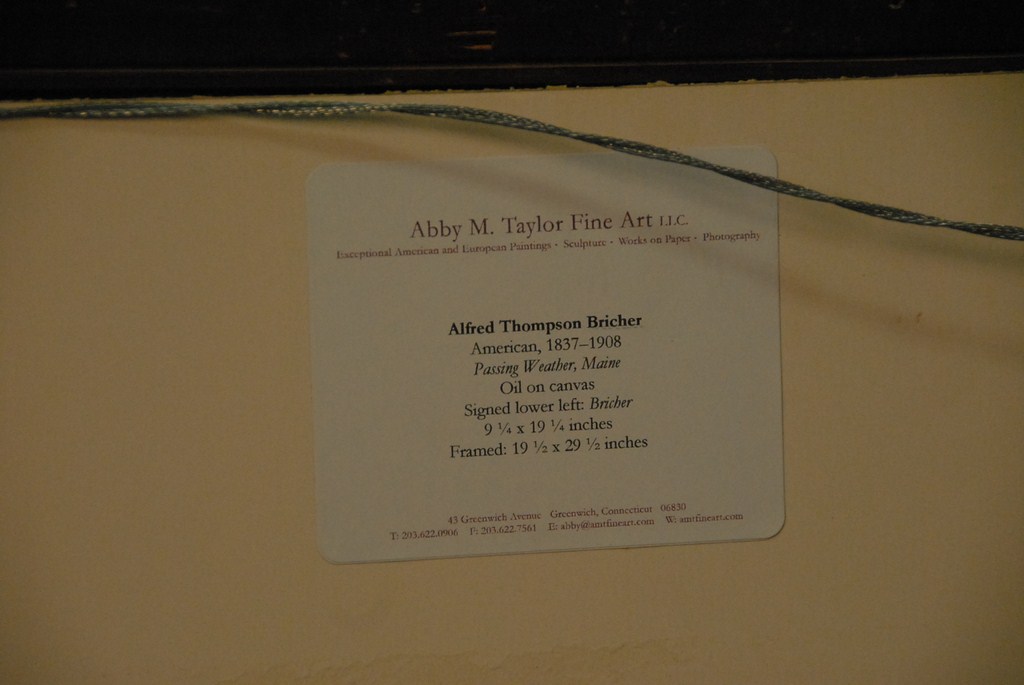 Abby M. Taylor Fine Art LLC.
Exceptional American and European Paintings · Sculpture · Works on Paper · Photography
Alfred Thompson Bricher
American, 1837–1908
Passing Weather, Maine
Oil on canvas
Signed lower left: Bricher
9 ¼ x 19 ¼ inches
Framed: 19 ½ x 29 ½ inches
43 Greenwich Avenue Greenwich, Connecticut 06830
T: 203.622.0906 F: 203.622.7561 E: abby@amtfineart.com W: amtfineart.com